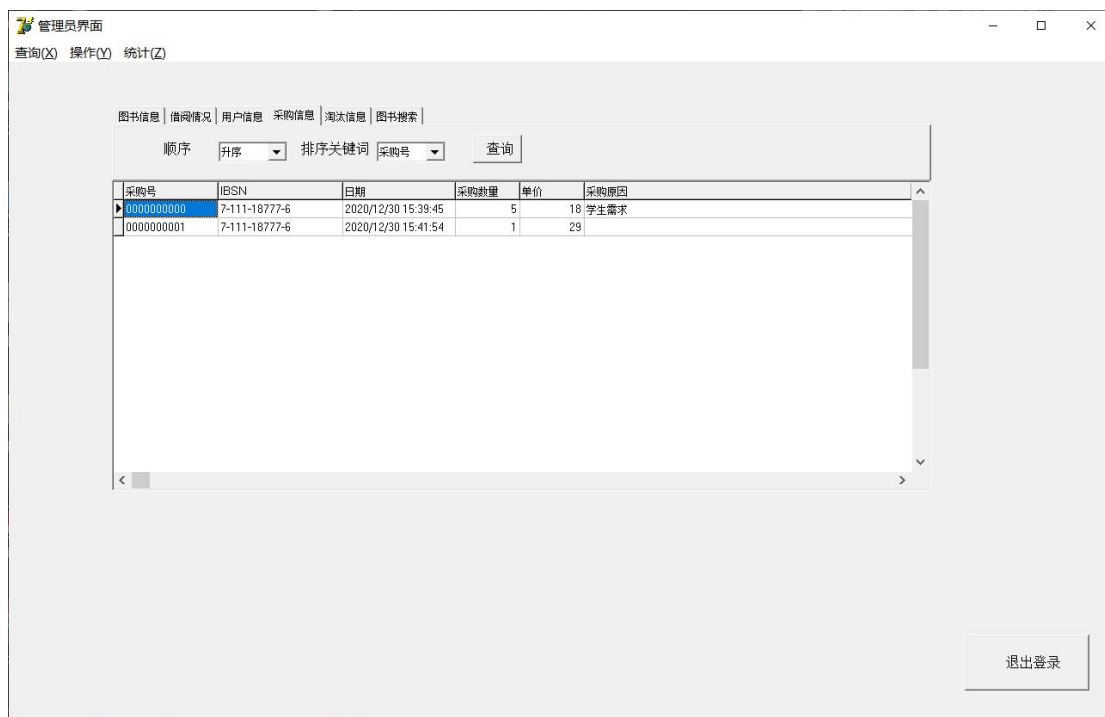 管理员界面
查询(X) 操作(Y) 统计(Z)
图书信息 借阅情况 用户信息 采购信息 淘汰信息 图书搜索
顺序 升序 排序关键词 采购号 查询
采购号 IBSN 日期 采购数量 单价 采购原因
0000000000 7-111-18777-6 2020/12/30 15:39:45 5 18 学生需求
0000000001 7-111-18777-6 2020/12/30 15:41:54 1 29
退出登录